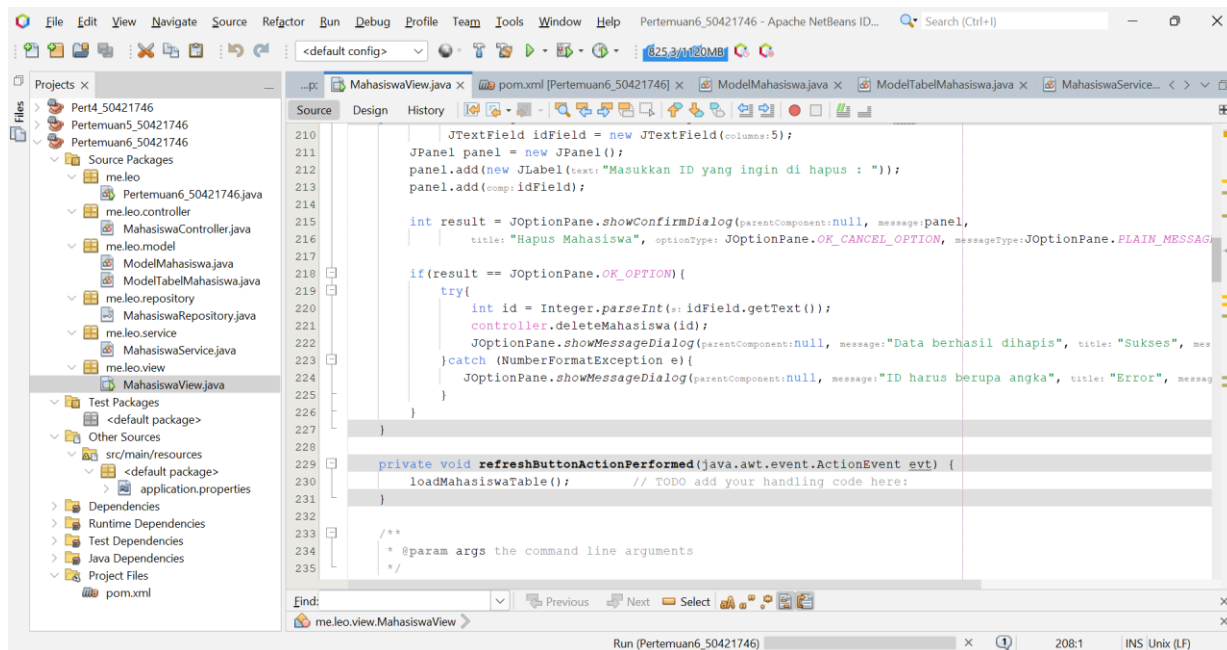 File Edit View Navigate Source Refactor Run Debug Profile Team Tools Window Help Pertemuan6_50421746 - Apache NetBeans ID... Search (Ctrl+I)
<default config> 825,3/1120MB
Projects
Files
Pert4_50421746
Pertemuan5_50421746
Pertemuan6_50421746
Source Packages
me.leo
Pertemuan6_50421746.java
me.leo.controller
MahasiswaController.java
me.leo.model
ModelMahasiswa.java
ModelTabelMahasiswa.java
me.leo.repository
MahasiswaRepository.java
me.leo.service
MahasiswaService.java
me.leo.view
MahasiswaView.java
Test Packages
<default package>
Other Sources
src/main/resources
<default package>
application.properties
Dependencies
Runtime Dependencies
Test Dependencies
Java Dependencies
Project Files
pom.xml
...p: MahasiswaView.java pom.xml [Pertemuan6_50421746] ModelMahasiswa.java ModelTabelMahasiswa.java MahasiswaService...
Source Design History
210 JTextField idField = new JTextField(columns:5);
211 JPanel panel = new JPanel();
212 panel.add(new JLabel(text: "Masukkan ID yang ingin di hapus : "));
213 panel.add(comp: idField);
214
215 int result = JOptionPane.showConfirmDialog(parentComponent:null, message:panel,
216 title: "Hapus Mahasiswa", optionType: JOptionPane.OK_CANCEL_OPTION, messageType:JOptionPane.PLAIN_MESSAG
217
218 if(result == JOptionPane.OK_OPTION){
219 try{
220 int id = Integer.parseInt(s: idField.getText());
221 controller.deleteMahasiswa(id);
222 JOptionPane.showMessageDialog(parentComponent:null, message:"Data berhasil dihapis", title: "Sukses", mes
223 }catch (NumberFormatException e){
224 JOptionPane.showMessageDialog(parentComponent:null, message:"ID harus berupa angka", title: "Error", messag
225 }
226 }
227 }
228
229 private void refreshButtonActionPerformed(java.awt.event.ActionEvent evt) {
230 loadMahasiswaTable(); // TODO add your handling code here:
231 }
232
233 /**
234 * @param args the command line arguments
235 */
Find: Previous Next Select
me.leo.view.MahasiswaView
Run (Pertemuan6_50421746) 1 208:1 INS Unix (LF)